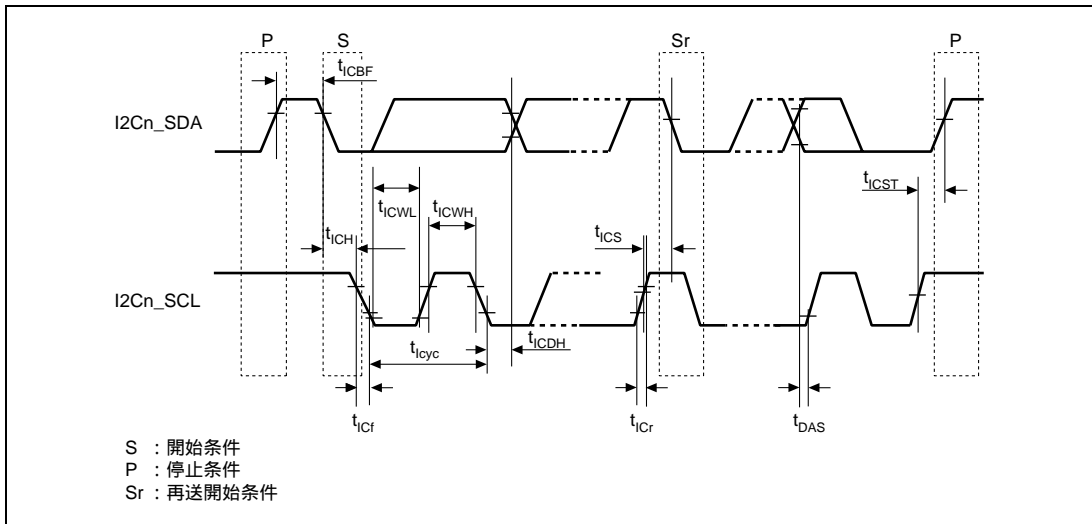 P S Sr P
tICBF
I2Cn_SDA
tICST
tICWL tICWH
tICH tICS
I2Cn_SCL
tICDH
tIcyc
tICf tICr tDAS
S ：開始条件
P ：停止条件
Sr ：再送開始条件